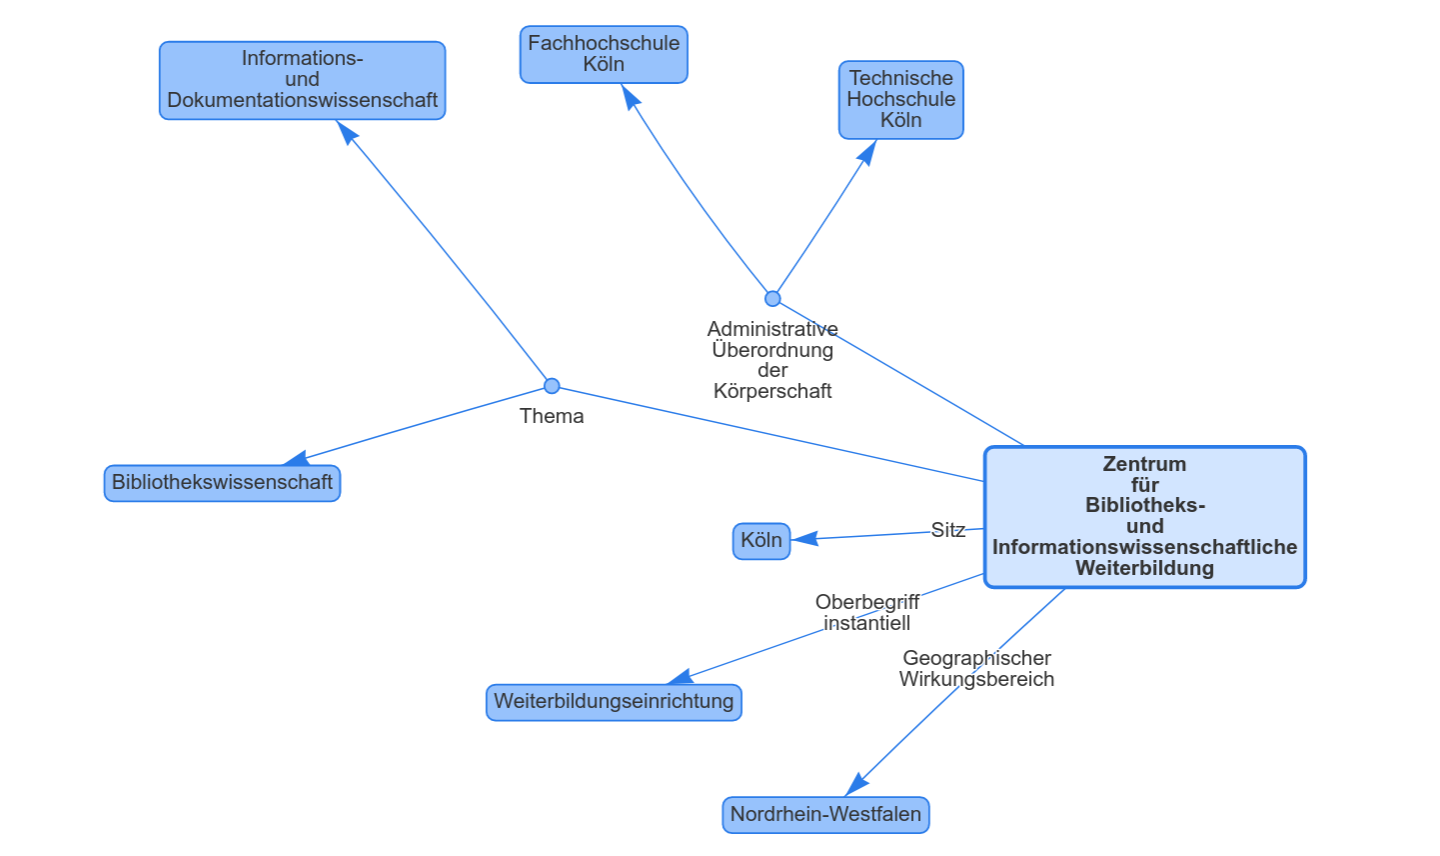 Fachhochschule
Köln
Informations-
und
Dokumentationswissenschaft
Technische
Hochschule
Köln
Administrative
Überordnung
der
Körperschaft
Thema
Bibliothekswissenschaft
Zentrum
für
Bibliotheks-
und
Informationswissenschaftliche
Weiterbildung
Sitz
Köln
Oberbegriff
instantiell
Geographischer
Wirkungsbereich
Weiterbildungseinrichtung
Nordrhein-Westfalen